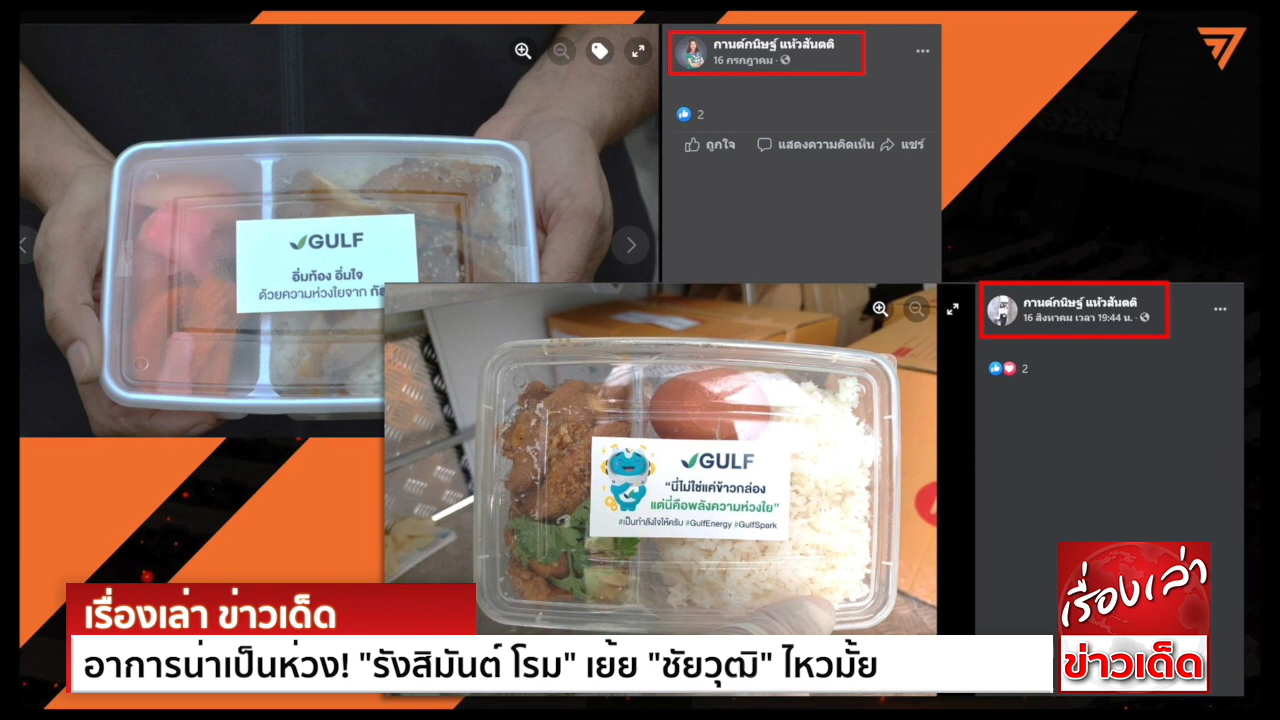 กานต์กนิษฐ์ แห้วสันตติ
16 กรกฎาคม
2
ถูกใจ แสดงความคิดเห็น แชร์
GULF
อิ่มท้อง อิ่มใจ
ด้วยความห่วงใยจาก
กานต์กนิษฐ์ แห้วสันตติ
16 สิงหาคม เวลา 19:44 น.
2
GULF
"นี่ไม่ใช่แค่ข้าวกล่อง
แต่นี่คือพลังความห่วงใย"
#เป็นกำลังใจให้ครับ #GulfEnergy #GulfSpark
เรื่องเล่า ข่าวเด็ด
อาการน่าเป็นห่วง! "รังสิมันต์ โรม" เย้ย "ชัยวุฒิ" ไหวมั้ย
เรื่องเล่า
ข่าวเด็ด